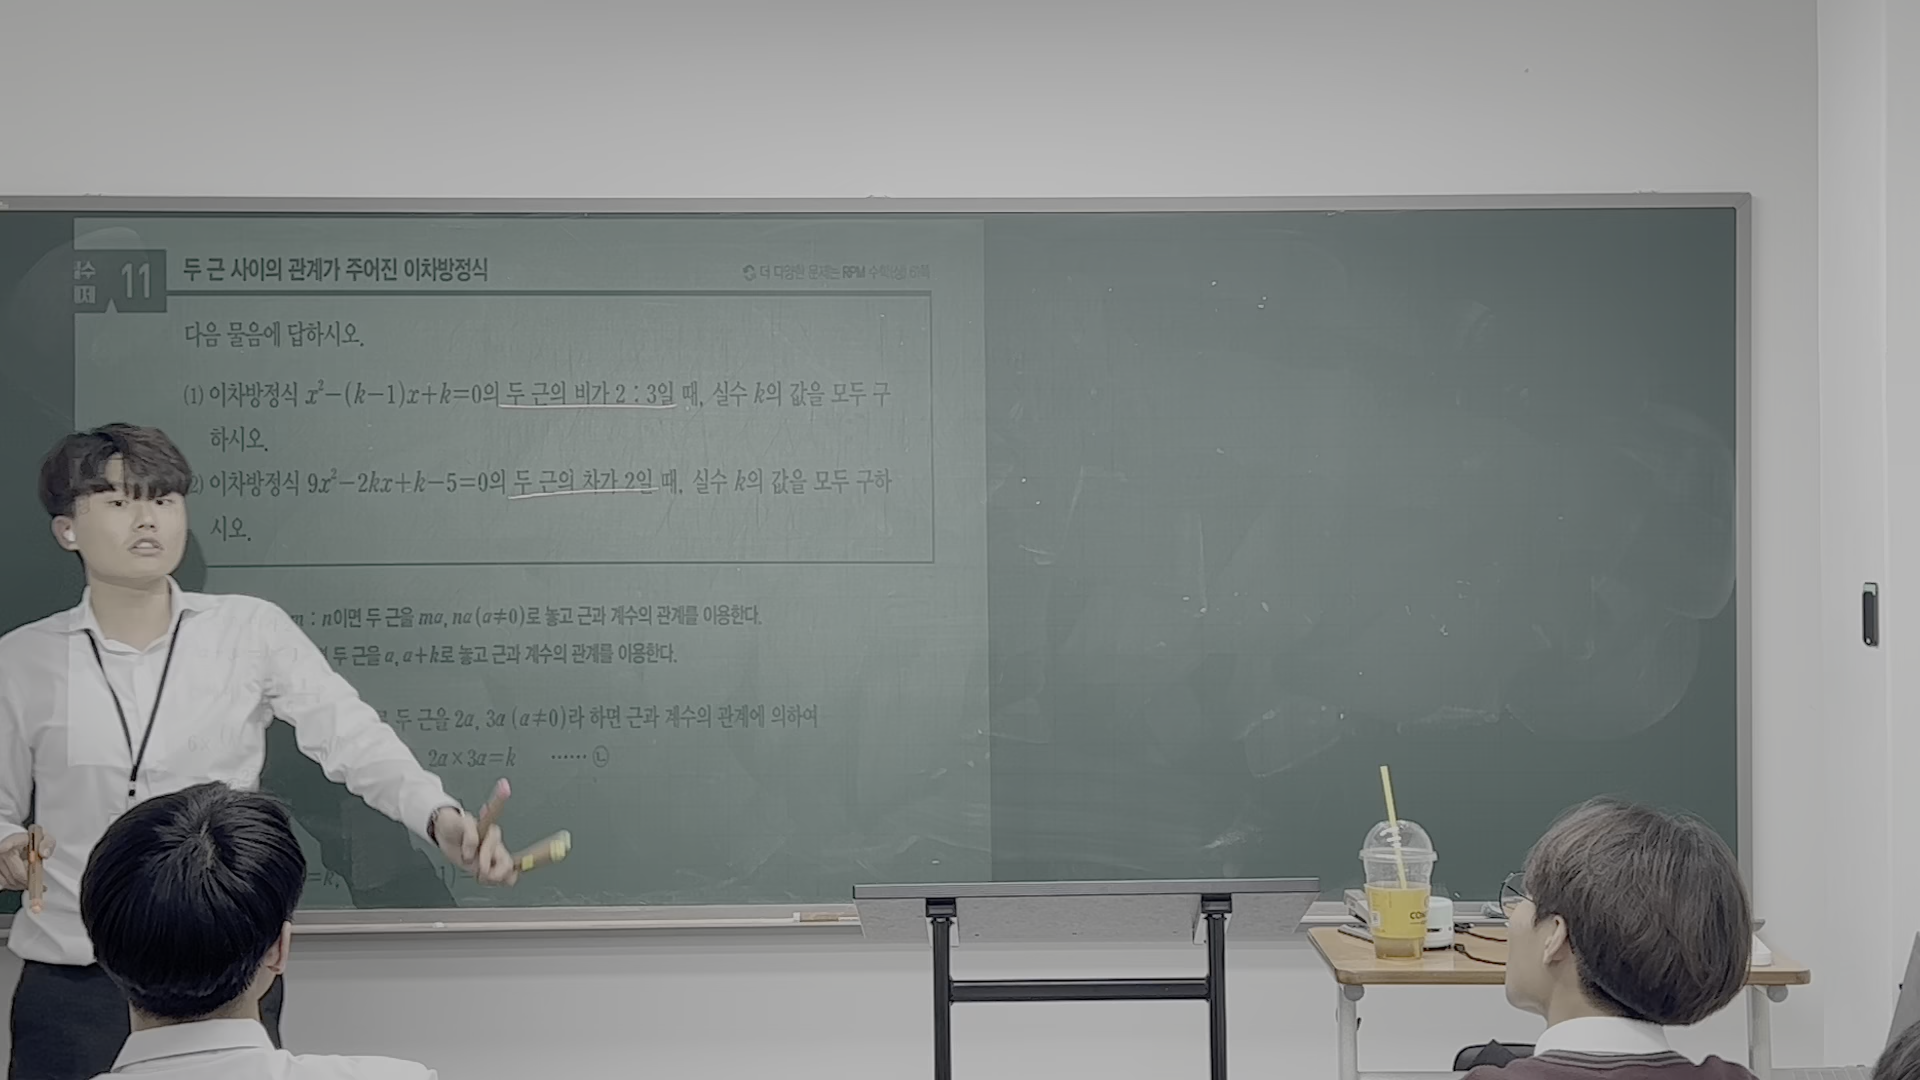 11 두 근 사이의 관계가 주어진 이차방정식
더 다양한 문제는 RPM 수학(상)
다음 물음에 답하시오.
(1) 이차방정식 x²-(k-1)x+k=0의 두 근의 비가 2 : 3일 때, 실수 k의 값을 모두 구
하시오.
2) 이차방정식 9x²-2kx+k-5=0의 두 근의 차가 2일 때, 실수 k의 값을 모두 구하
시오.
: n이면 두 근을 ma, na (a≠0)로 놓고 근과 계수의 관계를 이용한다.
두 근을 a, a+k로 놓고 근과 계수의 관계를 이용한다.
두 근을 2a, 3a (a≠0)라 하면 근과 계수의 관계에 의하여
2a×3a=k ······ ㉡